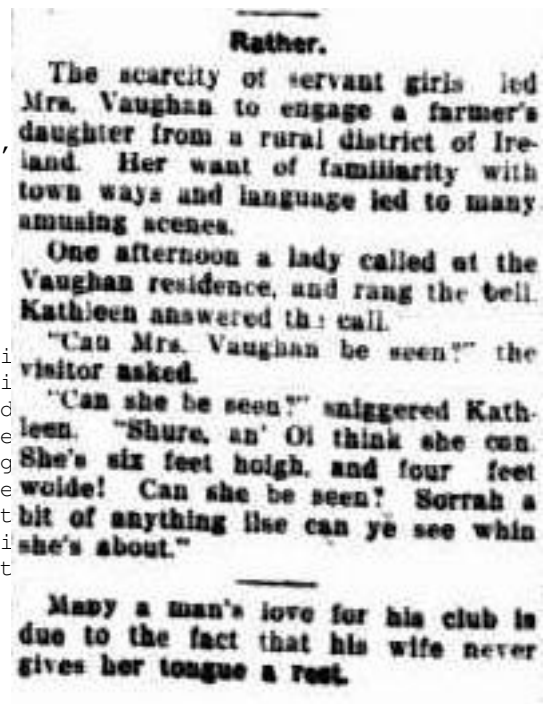 Rather.
The scarcity of servant girls led
Mrs. Vaughan to engage a farmer's
daughter from a rural district of Ire-
land. Her want of familiarity with
town ways and language led to many
amusing scenes.
One afternoon a lady called at the
Vaughan residence, and rang the bell.
Kathleen answered the call.
"Can Mrs. Vaughan be seen?" the
visitor asked.
"Can she be seen?" sniggered Kath-
leen. "Shure, an' Oi think she can.
She's six feet hoigh, and four feet
woide! Can she be seen? Sorrah a
bit of anything ilse can ye see whin
she's about."
Many a man's love for his club is
due to the fact that his wife never
gives her tongue a rest.
,
i
i
d
e
g
e
t
i
t